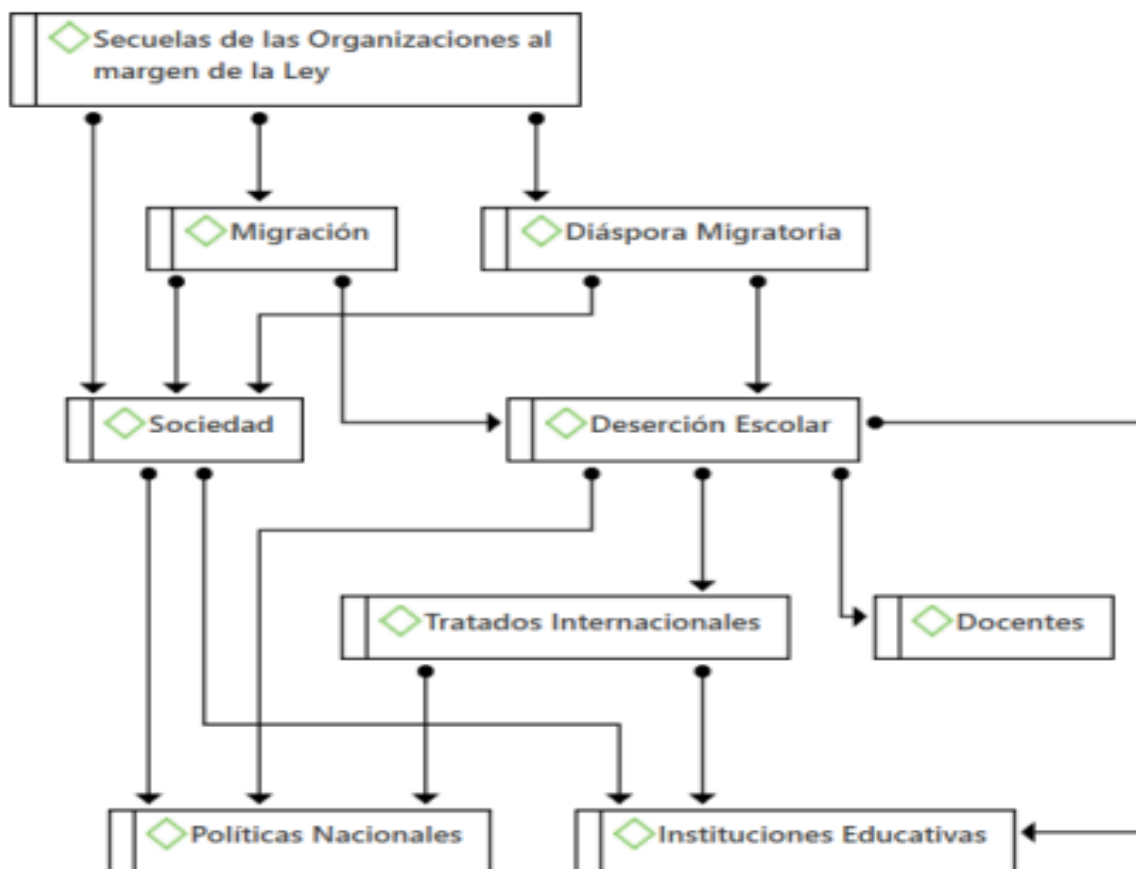 Secuelas de las Organizaciones al
margen de la Ley
Migración
Diáspora Migratoria
Sociedad
Deserción Escolar
Tratados Internacionales
Docentes
Políticas Nacionales
Instituciones Educativas